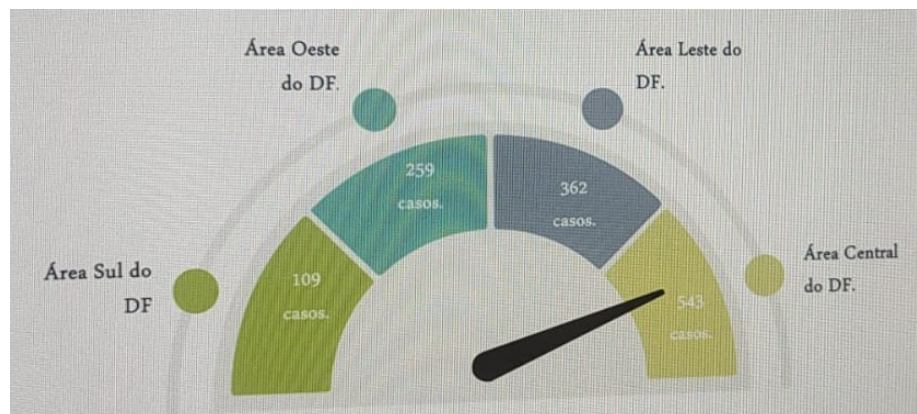 Área Oeste
do DF.
Área Leste do
DF.
259
casos.
362
casos.
Área Sul do
DF
109
casos.
Área Central
do DF.
543
casos.